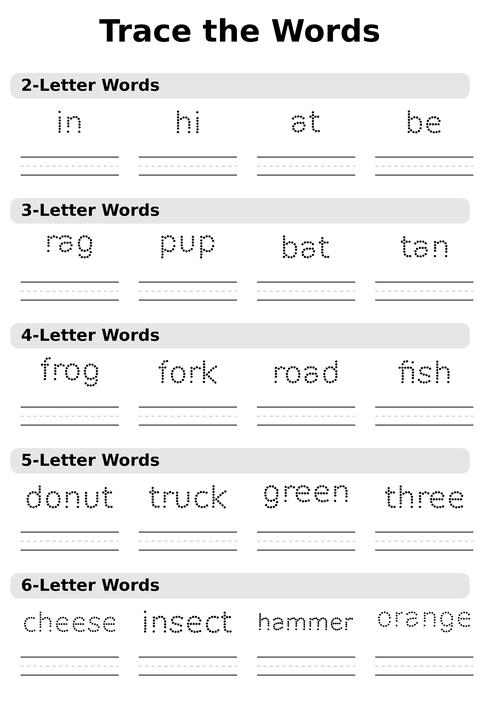 Trace the Words
2-Letter Words
in hi at be
3-Letter Words
rag pup bat tan
4-Letter Words
frog fork road fish
5-Letter Words
donut truck green three
6-Letter Words
cheese insect hammer orange